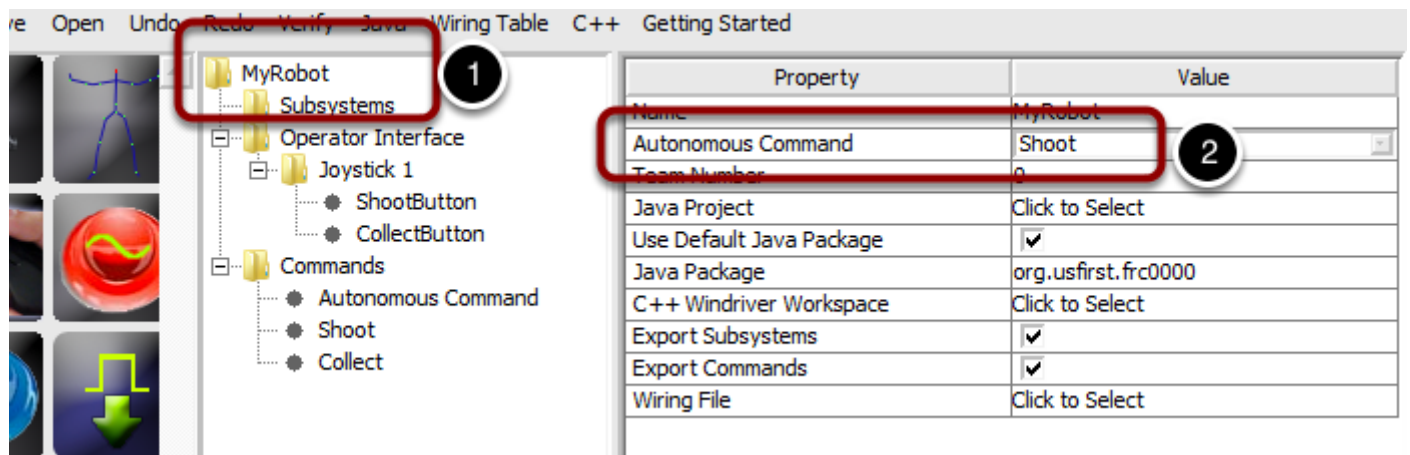 ve Open Undo Redo Verify Java Wiring Table C++ Getting Started
MyRobot
1
Subsystems
Operator Interface
Joystick 1
ShootButton
CollectButton
Commands
Autonomous Command
Shoot
Collect
Property Value
Name MyRobot
Autonomous Command Shoot
2
Team Number 0
Java Project Click to Select
Use Default Java Package
Java Package org.usfirst.frc0000
C++ Windriver Workspace Click to Select
Export Subsystems
Export Commands
Wiring File Click to Select